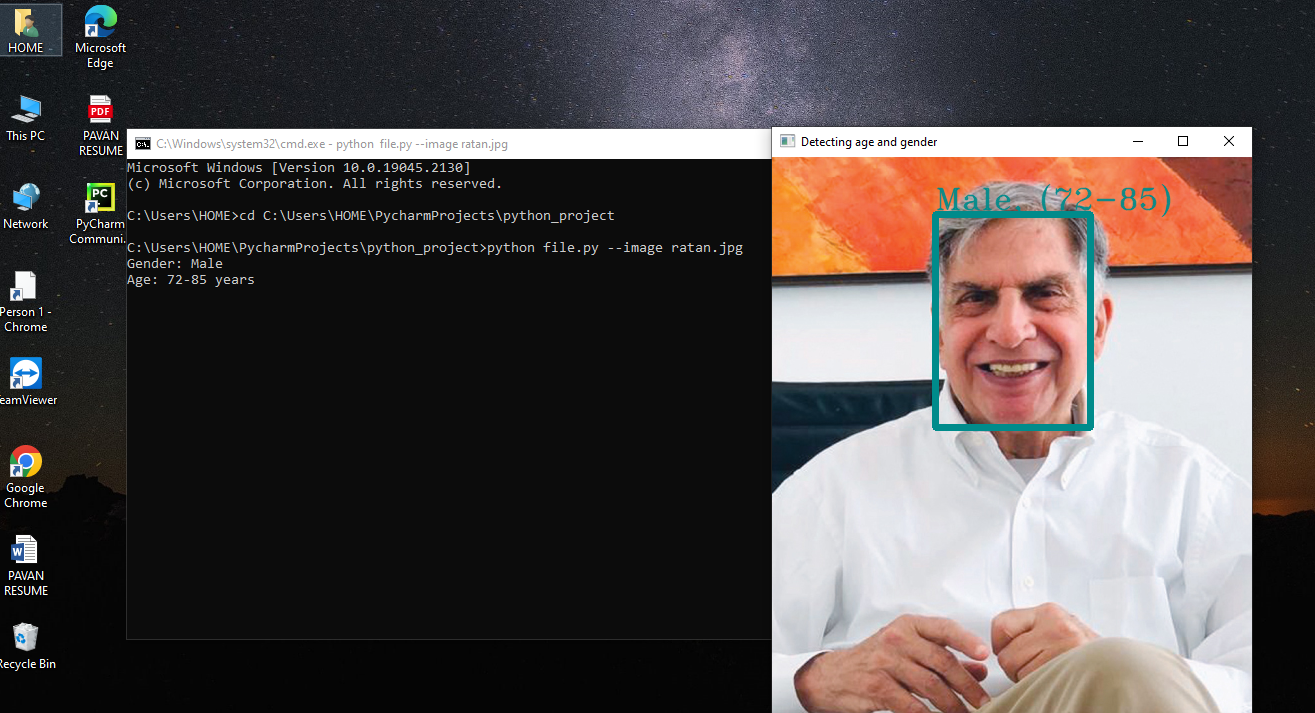 HOME
Microsoft
Edge
This PC
PDF
PAVAN
RESUME
Network
PC
PyCharm
Communi...
Person 1 -
Chrome
eamViewer
Google
Chrome
W
PAVAN
RESUME
Recycle Bin
C:\Windows\system32\cmd.exe - python  file.py --image ratan.jpg
Microsoft Windows [Version 10.0.19045.2130]
(c) Microsoft Corporation. All rights reserved.
C:\Users\HOME>cd C:\Users\HOME\PycharmProjects\python_project
C:\Users\HOME\PycharmProjects\python_project>python file.py --image ratan.jpg
Gender: Male
Age: 72-85 years
Detecting age and gender
Male, (72-85)